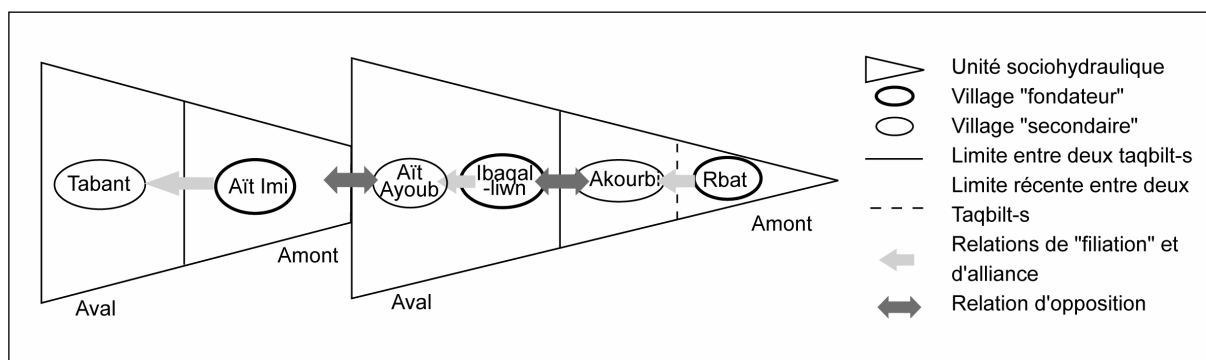 Tabant
Aït Imi
Amont
Aval
Aït
Ayoub
Ibaqal
-liwn
Akourbi
Rbat
Amont
Aval
Unité sociohydraulique
Village "fondateur"
Village "secondaire"
Limite entre deux taqbilt-s
Limite récente entre deux
Taqbilt-s
Relations de "filiation" et
d'alliance
Relation d'opposition